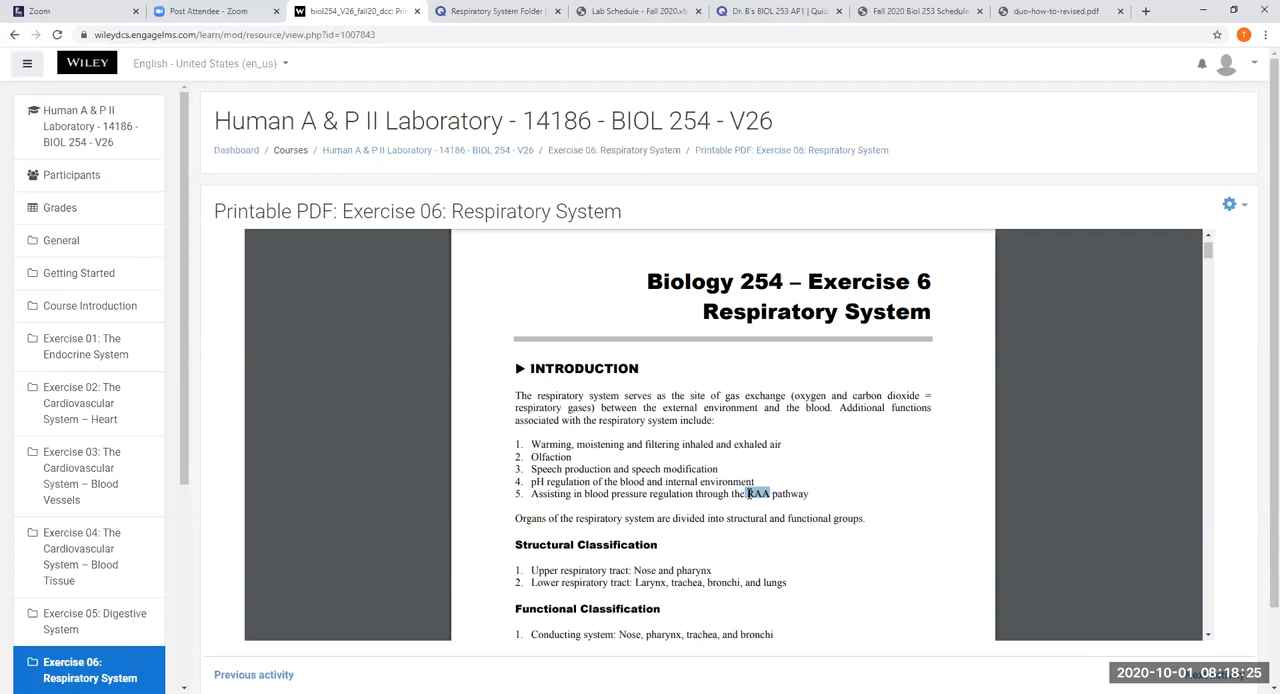 Zoom
Post Attendee - Zoom
biol254_V26_fall20_dcc: Prin
Respiratory System Folder |
Lab Schedule - Fall 2020.xls
Dr. B's BIOL 253 AP1 | Quiz
Fall 2020 Biol 253 Schedule
duo-how-to-revised.pdf
wileydcs.engagelms.com/learn/mod/resource/view.php?id=1007843
T
WILEY
English - United States (en_us)
Human A & P II
Laboratory - 14186 -
BIOL 254 - V26
Participants
Grades
General
Getting Started
Course Introduction
Exercise 01: The
Endocrine System
Exercise 02: The
Cardiovascular
System – Heart
Exercise 03: The
Cardiovascular
System – Blood
Vessels
Exercise 04: The
Cardiovascular
System – Blood
Tissue
Exercise 05: Digestive
System
Exercise 06:
Respiratory System
Human A & P II Laboratory - 14186 - BIOL 254 - V26
Dashboard / Courses / Human A & P II Laboratory - 14186 - BIOL 254 - V26 / Exercise 06: Respiratory System / Printable PDF: Exercise 06: Respiratory System
Printable PDF: Exercise 06: Respiratory System
Biology 254 – Exercise 6
Respiratory System
► INTRODUCTION
The respiratory system serves as the site of gas exchange (oxygen and carbon dioxide =
respiratory gases) between the external environment and the blood. Additional functions
associated with the respiratory system include:
1. Warming, moistening and filtering inhaled and exhaled air
2. Olfaction
3. Speech production and speech modification
4. pH regulation of the blood and internal environment
5. Assisting in blood pressure regulation through the RAA pathway
Organs of the respiratory system are divided into structural and functional groups.
Structural Classification
1. Upper respiratory tract: Nose and pharynx
2. Lower respiratory tract: Larynx, trachea, bronchi, and lungs
Functional Classification
1. Conducting system: Nose, pharynx, trachea, and bronchi
Previous activity
2020-10-01 08:18:25